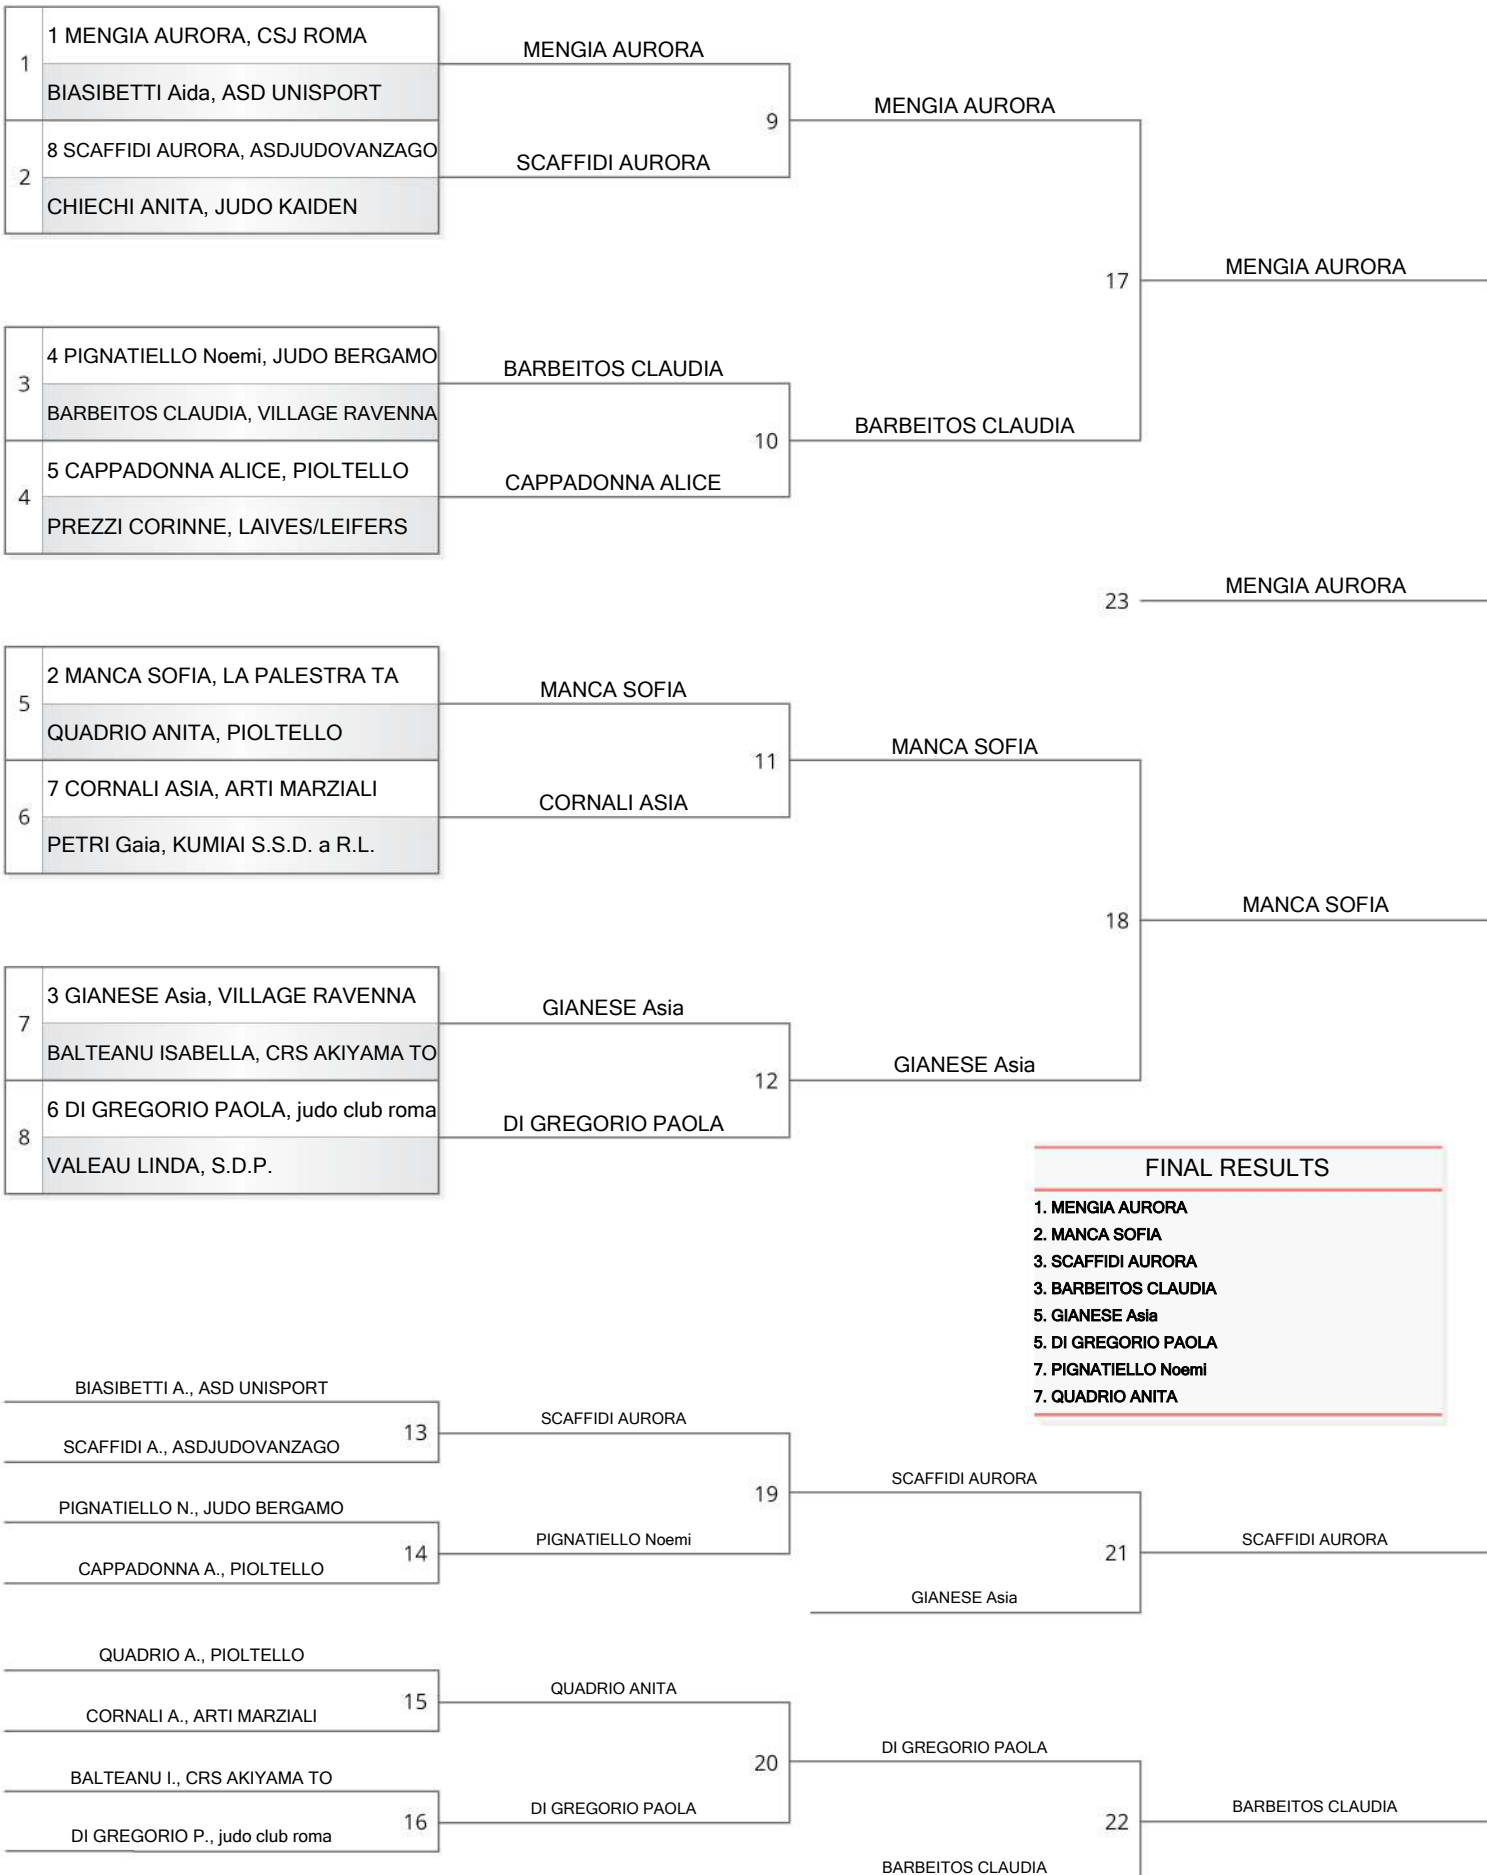 1 MENGIA AURORA, CSJ ROMA
1
BIASIBETTI Aida, ASD UNISPORT
8 SCAFFIDI AURORA, ASDJUDOVANZAGO
2
CHIECHI ANITA, JUDO KAIDEN
MENGIA AURORA
9
SCAFFIDI AURORA
MENGIA AURORA
17
MENGIA AURORA
4 PIGNATIELLO Noemi, JUDO BERGAMO
3
BARBEITOS CLAUDIA, VILLAGE RAVENNA
5 CAPPADONNA ALICE, PIOLTELLO
4
PREZZI CORINNE, LAIVES/LEIFERS
BARBEITOS CLAUDIA
10
CAPPADONNA ALICE
BARBEITOS CLAUDIA
23
MENGIA AURORA
2 MANCA SOFIA, LA PALESTRA TA
5
QUADRIO ANITA, PIOLTELLO
7 CORNALI ASIA, ARTI MARZIALI
6
PETRI Gaia, KUMIAI S.S.D. a R.L.
MANCA SOFIA
11
CORNALI ASIA
MANCA SOFIA
18
MANCA SOFIA
3 GIANESE Asia, VILLAGE RAVENNA
7
BALTEANU ISABELLA, CRS AKIYAMA TO
6 DI GREGORIO PAOLA, judo club roma
8
VALEAU LINDA, S.D.P.
GIANESE Asia
12
DI GREGORIO PAOLA
GIANESE Asia
FINAL RESULTS
1. MENGIA AURORA
2. MANCA SOFIA
3. SCAFFIDI AURORA
3. BARBEITOS CLAUDIA
5. GIANESE Asia
5. DI GREGORIO PAOLA
7. PIGNATIELLO Noemi
7. QUADRIO ANITA
BIASIBETTI A., ASD UNISPORT
13
SCAFFIDI A., ASDJUDOVANZAGO
PIGNATIELLO N., JUDO BERGAMO
14
CAPPADONNA A., PIOLTELLO
SCAFFIDI AURORA
19
PIGNATIELLO Noemi
SCAFFIDI AURORA
21
GIANESE Asia
SCAFFIDI AURORA
QUADRIO A., PIOLTELLO
15
CORNALI A., ARTI MARZIALI
BALTEANU I., CRS AKIYAMA TO
16
DI GREGORIO P., judo club roma
QUADRIO ANITA
20
DI GREGORIO PAOLA
DI GREGORIO PAOLA
22
BARBEITOS CLAUDIA
BARBEITOS CLAUDIA